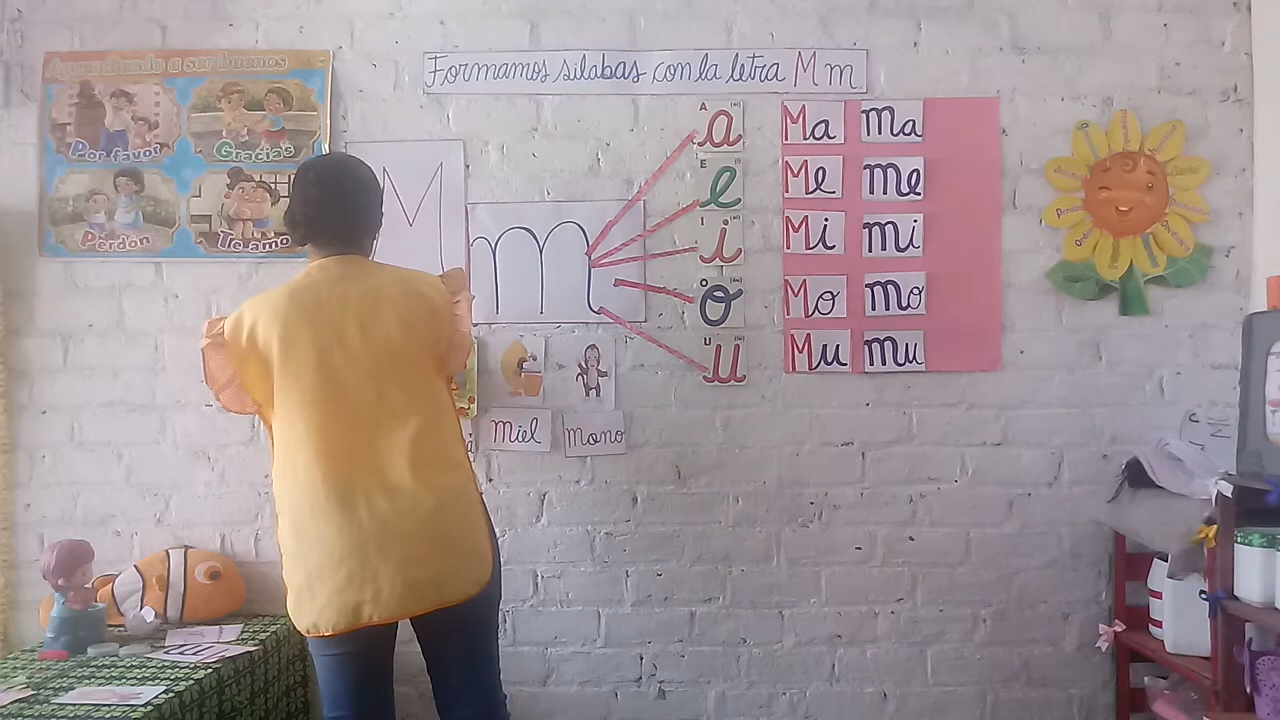 Aprendiendo a ser buenos
Por favor
Gracias
Perdón
Te amo
Formamos silabas con la letra M m
M
m
A
a
E
e
I
i
O
o
U
u
Ma ma
Me me
Mi mi
Mo mo
Mu mu
miel
mono